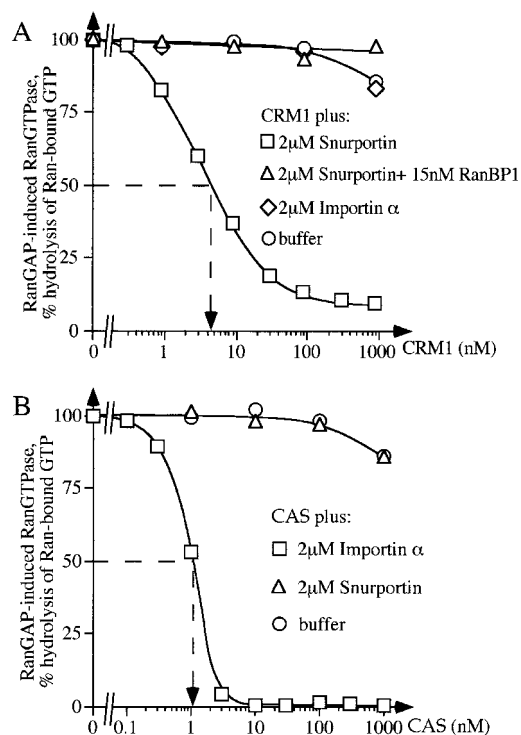 A
RanGAP-induced RanGTPase,
% hydrolysis of Ran-bound GTP
100
75
50
25
0
CRM1 plus:
2μM Snurportin
2μM Snurportin+ 15nM RanBP1
2μM Importin α
buffer
0 1 10 100 1000 CRM1 (nM)
B
RanGAP-induced RanGTPase,
% hydrolysis of Ran-bound GTP
100
75
50
25
0
CAS plus:
2μM Importin α
2μM Snurportin
buffer
0 0.1 1 10 100 1000
CAS (nM)